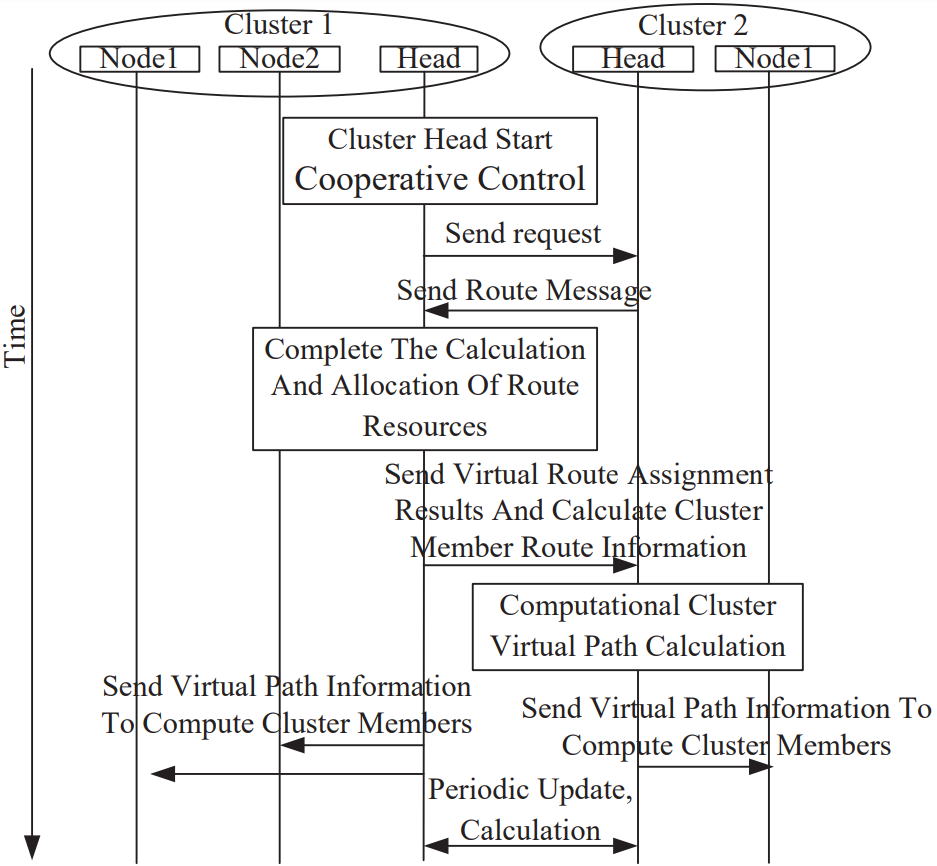 Cluster 1
Cluster 2
Node1
Node2
Head
Head
Node1
Time
Cluster Head Start
Cooperative Control
Send request
Send Route Message
Complete The Calculation
And Allocation Of Route
Resources
Send Virtual Route Assignment
Results And Calculate Cluster
Member Route Information
Computational Cluster
Virtual Path Calculation
Send Virtual Path Information
To Compute Cluster Members
Send Virtual Path Information To
Compute Cluster Members
Periodic Update,
Calculation